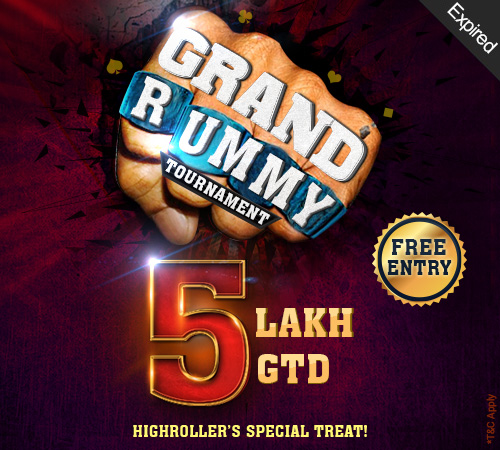 Expired
GRAND
RUMMY
TOURNAMENT
FREE
ENTRY
5
LAKH
GTD
HIGHROLLER'S SPECIAL TREAT!
*T&C Apply